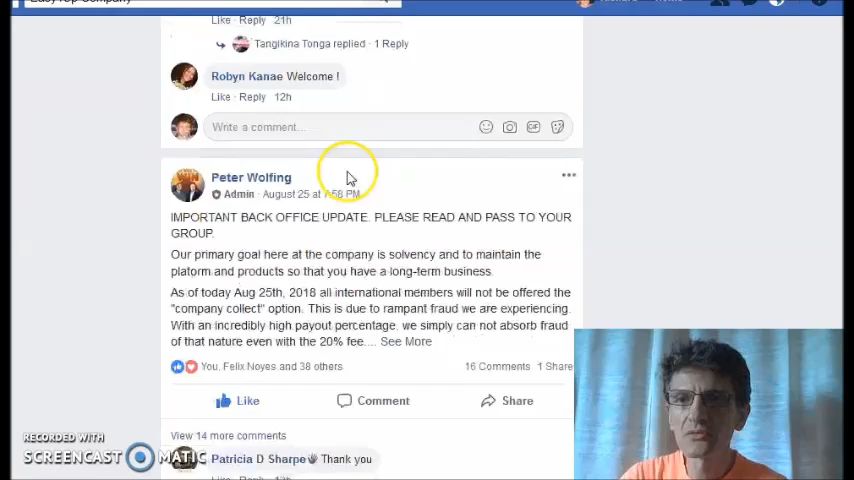 Like · Reply 21h
Tangikina Tonga replied · 1 Reply
Robyn Kanae Welcome !
Like · Reply 12h
Write a comment...
GIF
Peter Wolfing
Admin · August 25 at 7:58 PM
IMPORTANT BACK OFFICE UPDATE. PLEASE READ AND PASS TO YOUR
GROUP.
Our primary goal here at the company is solvency and to maintain the
platorm and products so that you have a long-term business
As of today Aug 25th, 2018 all international members will not be offered the
"company collect" option. This is due to rampant fraud we are experiencing.
With an incredibly high payout percentage, we simply can not absorb fraud
of that nature even with the 20% fee.... See More
You, Felix Noyes and 38 others
16 Comments 1 Share
Like Comment Share
View 14 more comments
Patricia D Sharpe Thank you
RECORDED WITH
SCREENCAST MATIC